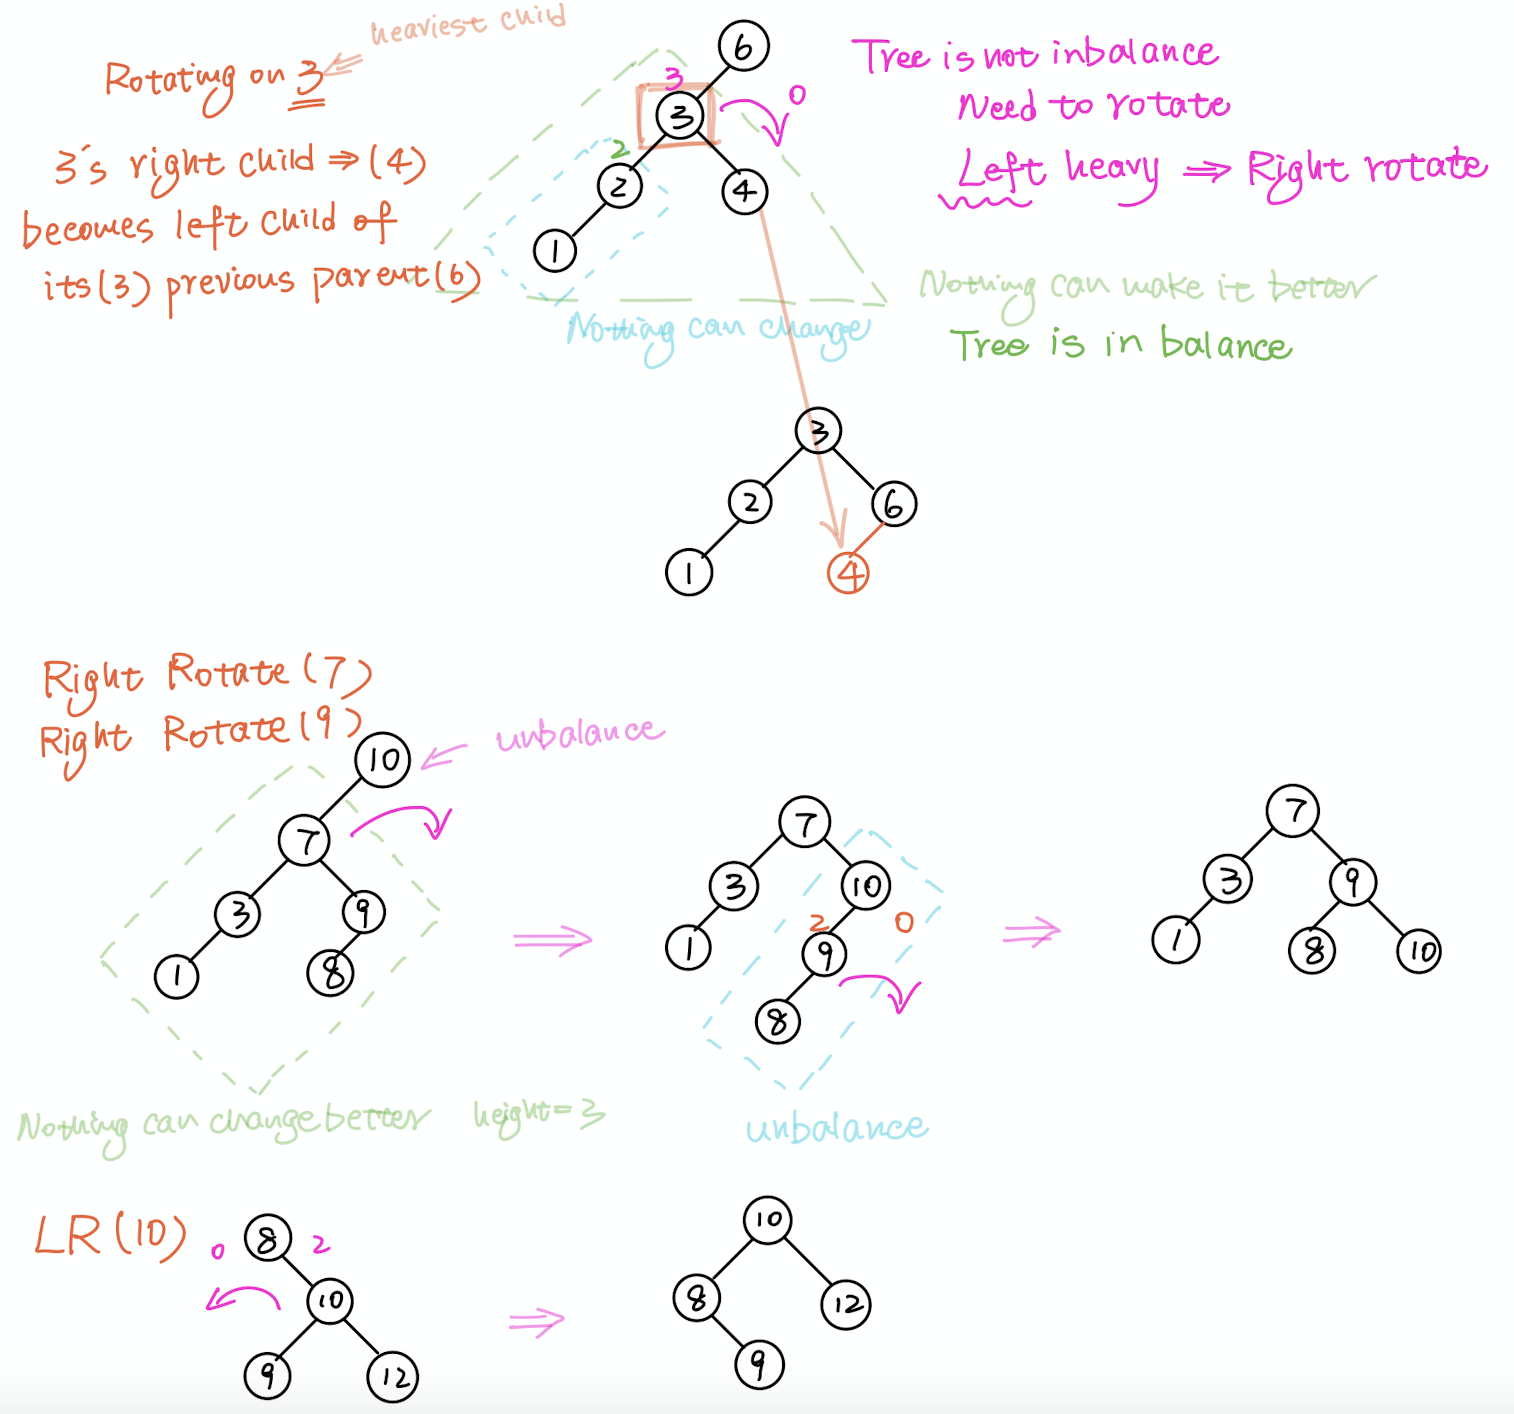 heaviest child
Rotating on 3
3's right child ⇒ (4)
becomes left child of
its(3) previous parent(6)
6
3
3
0
2
2
4
1
Tree is not inbalance
Need to rotate
Left heavy ⇒ Right rotate
Nothing can make it better
Tree is in balance
Nothing can change
3
2
6
1
4
Right Rotate(7)
Right Rotate(9)
unbalance
10
7
3
9
1
8
Nothing can change better height=3
7
3
10
2
0
1
9
8
unbalance
7
3
9
1
8
10
LR(10)
0
8
2
10
9
12
10
8
12
9